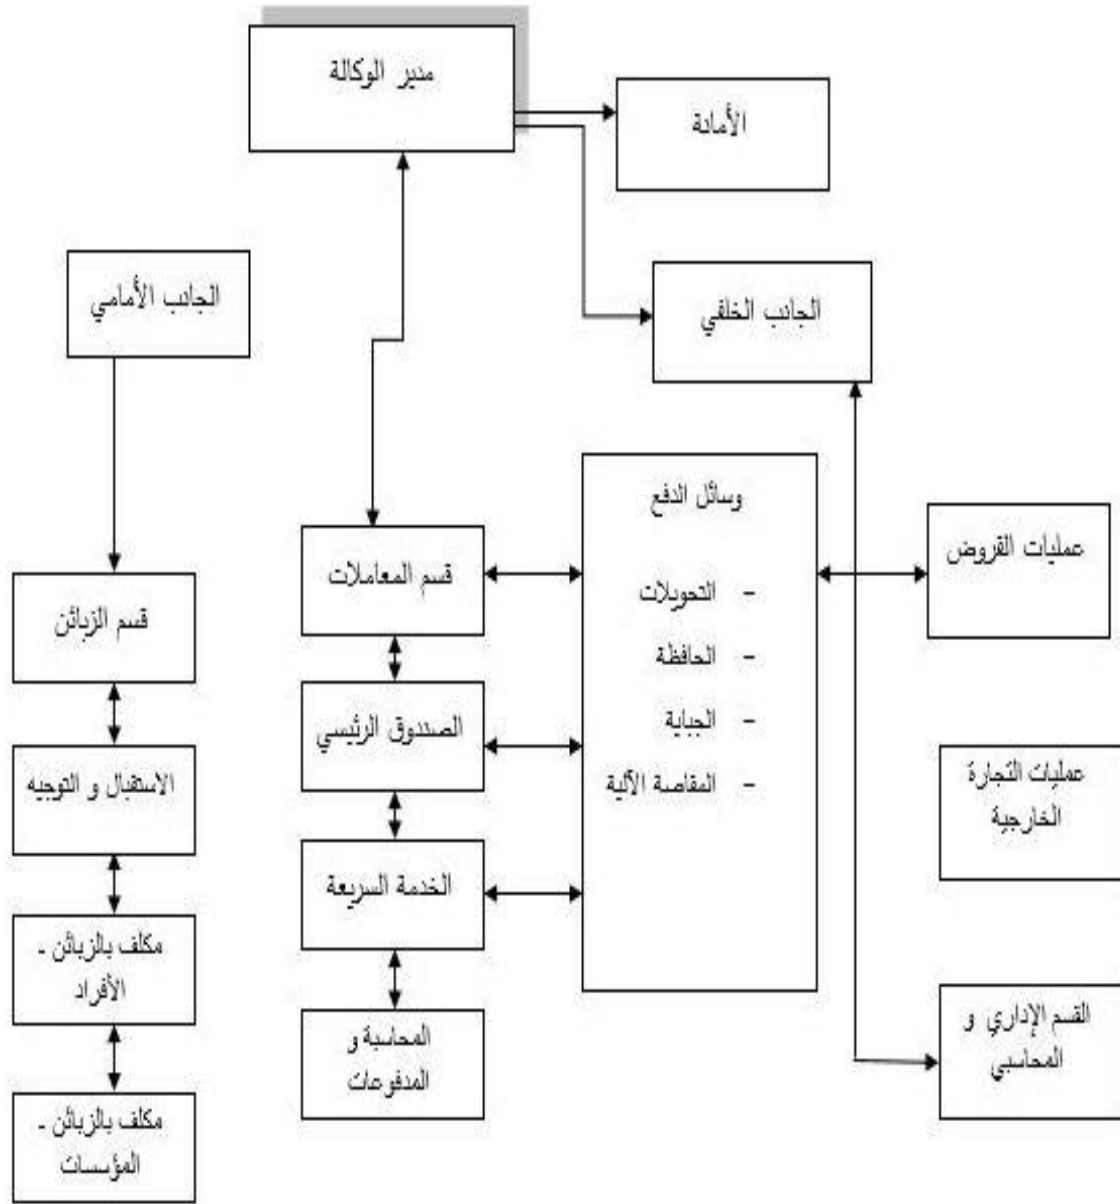 مدير الوكالة
الأمانة
الجانب الأمامي
الجانب الخلفي
وسائل الدفع
- التحويلات
- الحافظة
- الجباية
- المقاصة الآلية
عمليات القروض
قسم المعاملات
قسم الزبائن
الصندوق الرئيسي
الاستقبال و التوجيه
عمليات التجارة
الخارجية
الخدمة السريعة
مكلف بالزبائن -
الأفراد
القسم الإداري و
المحاسبي
المحاسبة و
المدفوعات
مكلف بالزبائن -
المؤسسات